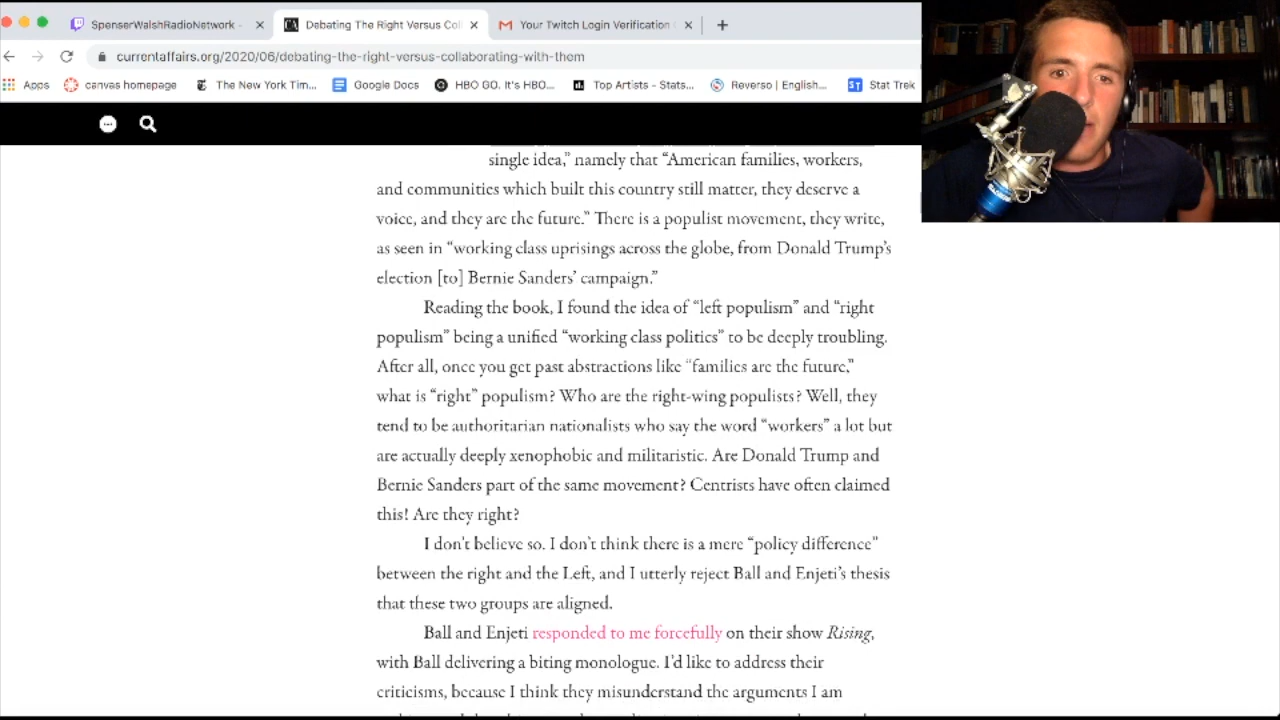 SpenserWalshRadioNetwork -
Debating The Right Versus Col
Your Twitch Login Verification
currentaffairs.org/2020/06/debating-the-right-versus-collaborating-with-them
Apps canvas homepage The New York Tim... Google Docs HBO GO. It's HBO... Top Artists - Stats... Reverso | English... Stat Trek
single idea,” namely that “American families, workers,
and communities which built this country still matter, they deserve a
voice, and they are the future.” There is a populist movement, they write,
as seen in “working class uprisings across the globe, from Donald Trump’s
election [to] Bernie Sanders’ campaign.”
Reading the book, I found the idea of “left populism” and “right
populism” being a unified “working class politics” to be deeply troubling.
After all, once you get past abstractions like “families are the future,”
what is “right” populism? Who are the right-wing populists? Well, they
tend to be authoritarian nationalists who say the word “workers” a lot but
are actually deeply xenophobic and militaristic. Are Donald Trump and
Bernie Sanders part of the same movement? Centrists have often claimed
this! Are they right?
I don’t believe so. I don’t think there is a mere “policy difference”
between the right and the Left, and I utterly reject Ball and Enjeti’s thesis
that these two groups are aligned.
Ball and Enjeti responded to me forcefully on their show Rising,
with Ball delivering a biting monologue. I’d like to address their
criticisms, because I think they misunderstand the arguments I am